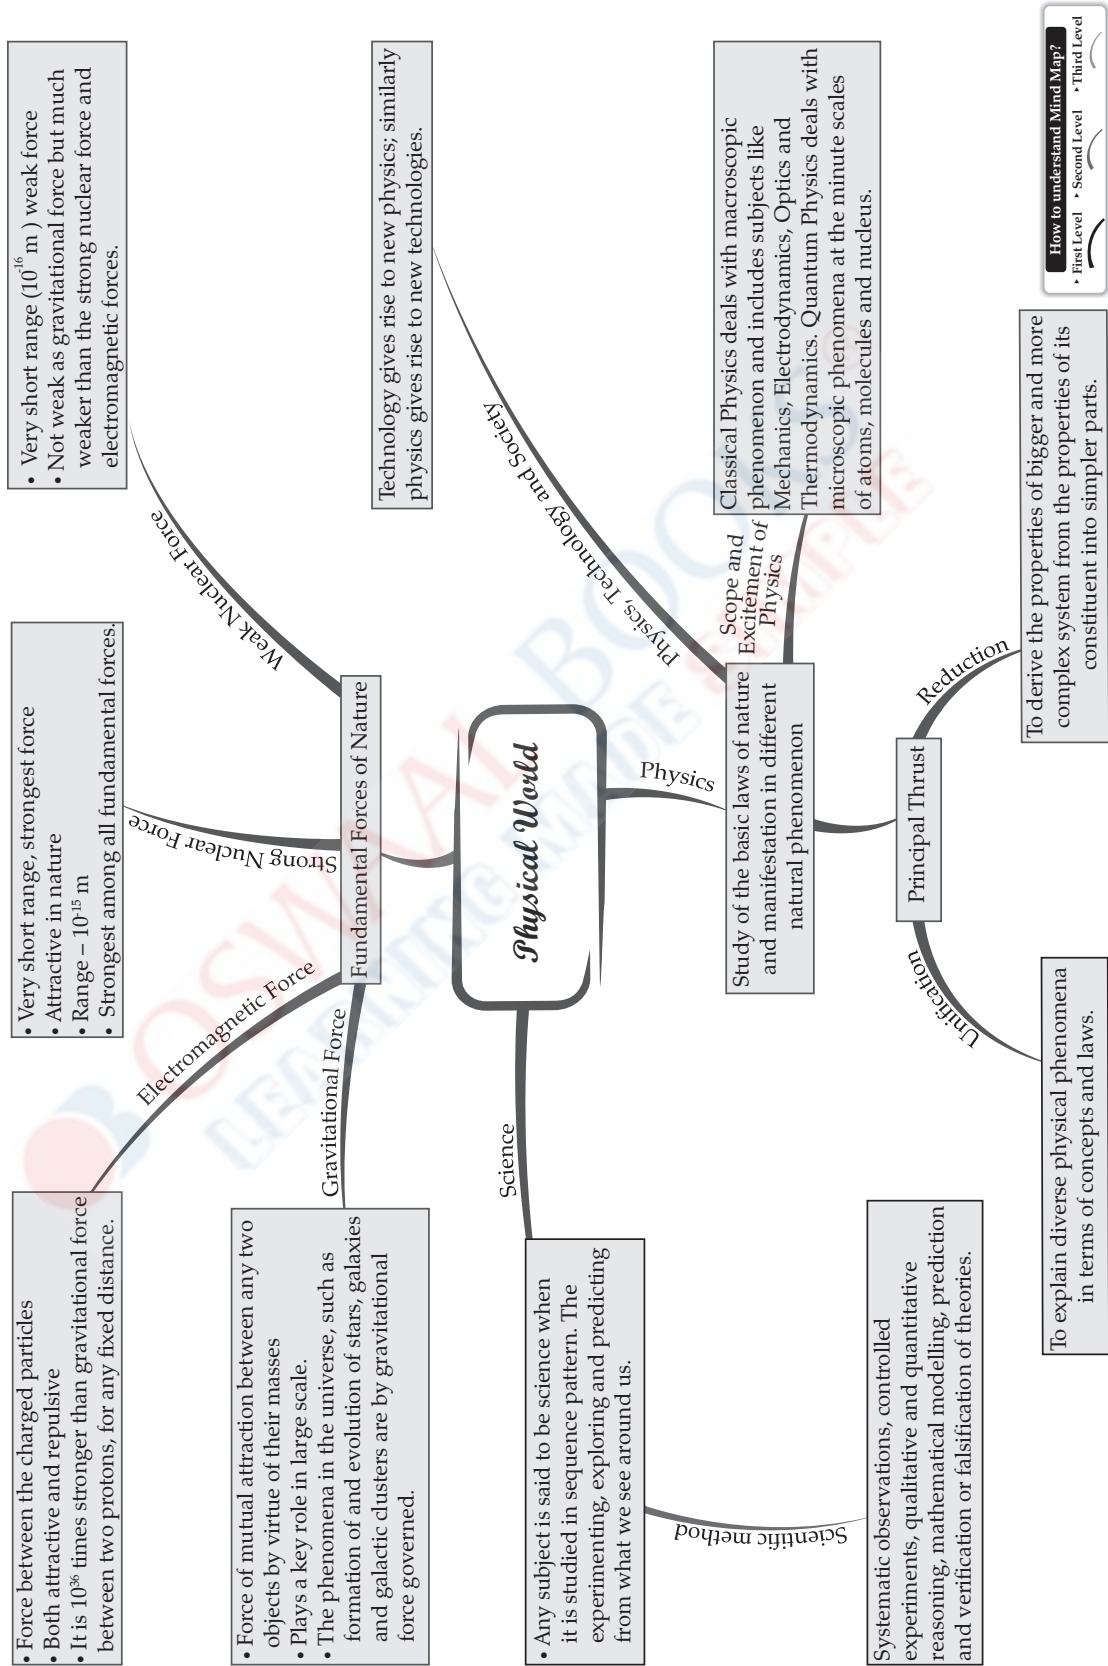 • Force between the charged particles
• Both attractive and repulsive
• It is 10³⁶ times stronger than gravitational force
between two protons, for any fixed distance.
Electromagnetic Force
• Very short range, strongest force
• Attractive in nature
• Range – 10⁻¹⁵ m
• Strongest among all fundamental forces.
Strong Nuclear Force
• Very short range (10⁻¹⁶ m ) weak force
• Not weak as gravitational force but much
weaker than the strong nuclear force and
electromagnetic forces.
Weak Nuclear Force
• Force of mutual attraction between any two
objects by virtue of their masses
• Plays a key role in large scale.
• The phenomena in the universe, such as
formation of and evolution of stars, galaxies
and galactic clusters are by gravitational
force governed.
Gravitational Force
Fundamental Forces of Nature
Technology gives rise to new physics; similarly
physics gives rise to new technologies.
Physics, Technology and Society
Physical World
Science
• Any subject is said to be science when
it is studied in sequence pattern. The
experimenting, exploring and predicting
from what we see around us.
Scientific method
Systematic observations, controlled
experiments, qualitative and quantitative
reasoning, mathematical modelling, prediction
and verification or falsification of theories.
Physics
Study of the basic laws of nature
and manifestation in different
natural phenomenon
Scope and
Excitement of
Physics
Classical Physics deals with macroscopic
phenomenon and includes subjects like
Mechanics, Electrodynamics, Optics and
Thermodynamics. Quantum Physics deals with
microscopic phenomena at the minute scales
of atoms, molecules and nucleus.
Principal Thrust
Unification
To explain diverse physical phenomena
in terms of concepts and laws.
Reduction
To derive the properties of bigger and more
complex system from the properties of its
constituent into simpler parts.
How to understand Mind Map?
‣ First Level ‣ Second Level ‣ Third Level
OSWAAL BOOKS®
LEARNING MADE SIMPLE